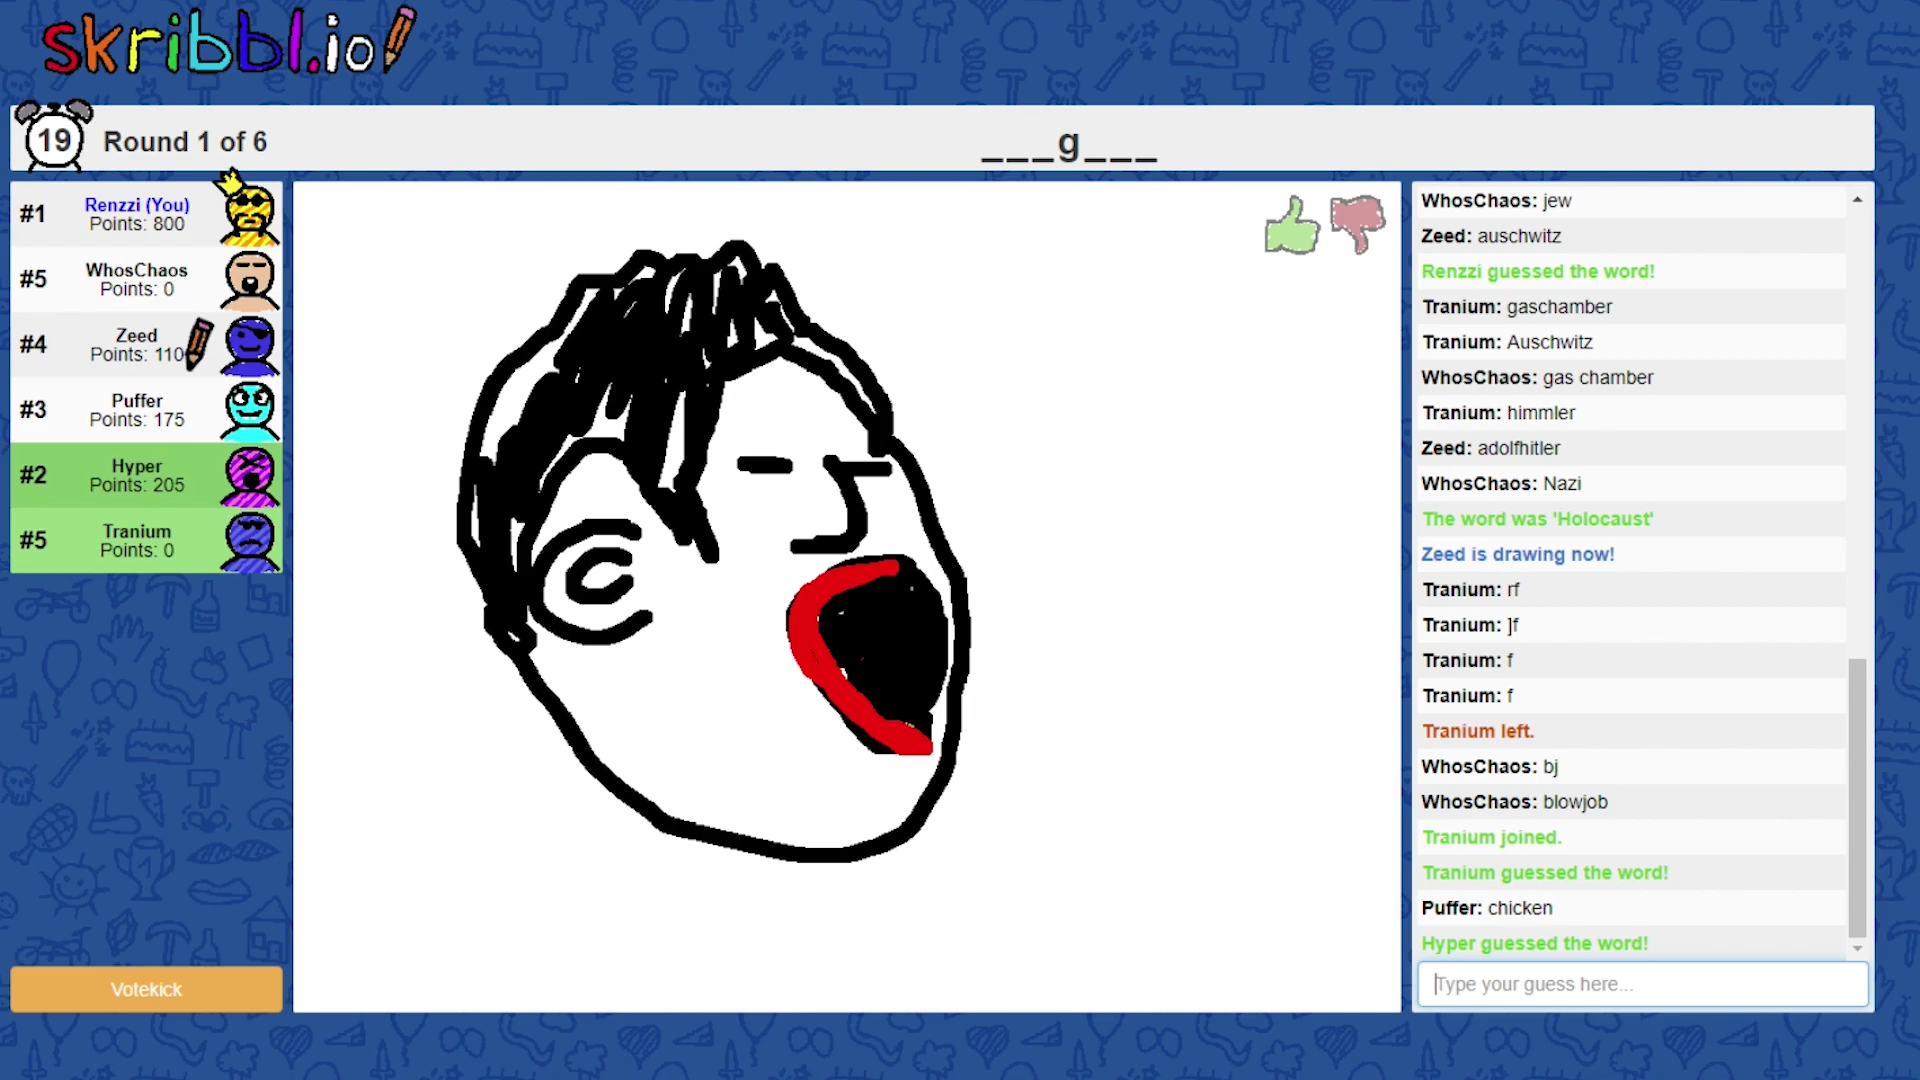 skribbl.io
19 Round 1 of 6 ___g___
#1 Renzzi (You)
Points: 800
#5 WhosChaos
Points: 0
#4 Zeed
Points: 110
#3 Puffer
Points: 175
#2 Hyper
Points: 205
#5 Tranium
Points: 0
Votekick
WhosChaos: jew
Zeed: auschwitz
Renzzi guessed the word!
Tranium: gaschamber
Tranium: Auschwitz
WhosChaos: gas chamber
Tranium: himmler
Zeed: adolfhitler
WhosChaos: Nazi
The word was 'Holocaust'
Zeed is drawing now!
Tranium: rf
Tranium: ]f
Tranium: f
Tranium: f
Tranium left.
WhosChaos: bj
WhosChaos: blowjob
Tranium joined.
Tranium guessed the word!
Puffer: chicken
Hyper guessed the word!
Type your guess here...